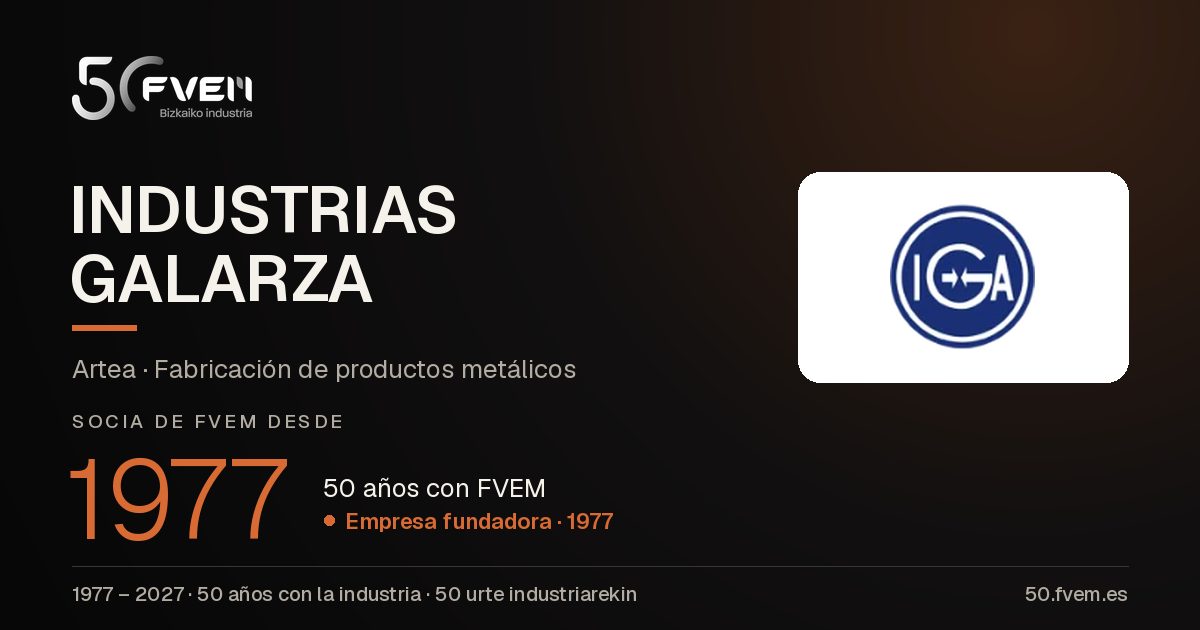 50 FVEM
Bizkaiko industria
INDUSTRIAS
GALARZA
IGA
Artea · Fabricación de productos metálicos
SOCIA DE FVEM DESDE
1977
50 años con FVEM
Empresa fundadora · 1977
1977 – 2027 · 50 años con la industria · 50 urte industriarekin
50.fvem.es